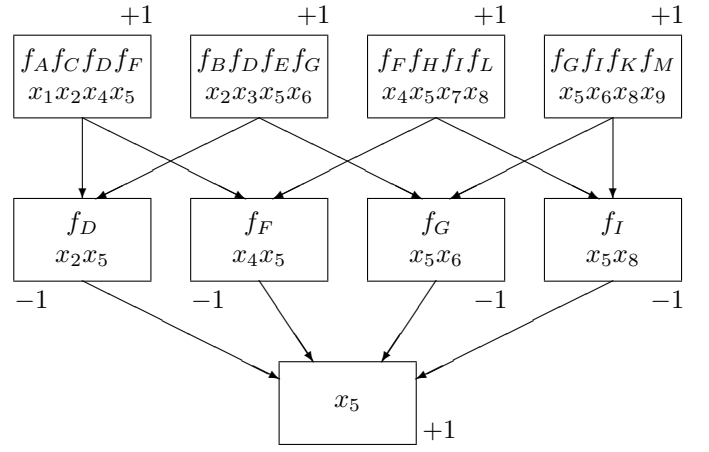 +1 +1 +1 +1
f_A f_C f_D f_F f_B f_D f_E f_G f_F f_H f_I f_L f_G f_I f_K f_M
x_1 x_2 x_4 x_5 x_2 x_3 x_5 x_6 x_4 x_5 x_7 x_8 x_5 x_6 x_8 x_9
f_D f_F f_G f_I
x_2 x_5 x_4 x_5 x_5 x_6 x_5 x_8
−1 −1 −1 −1
x_5
+1